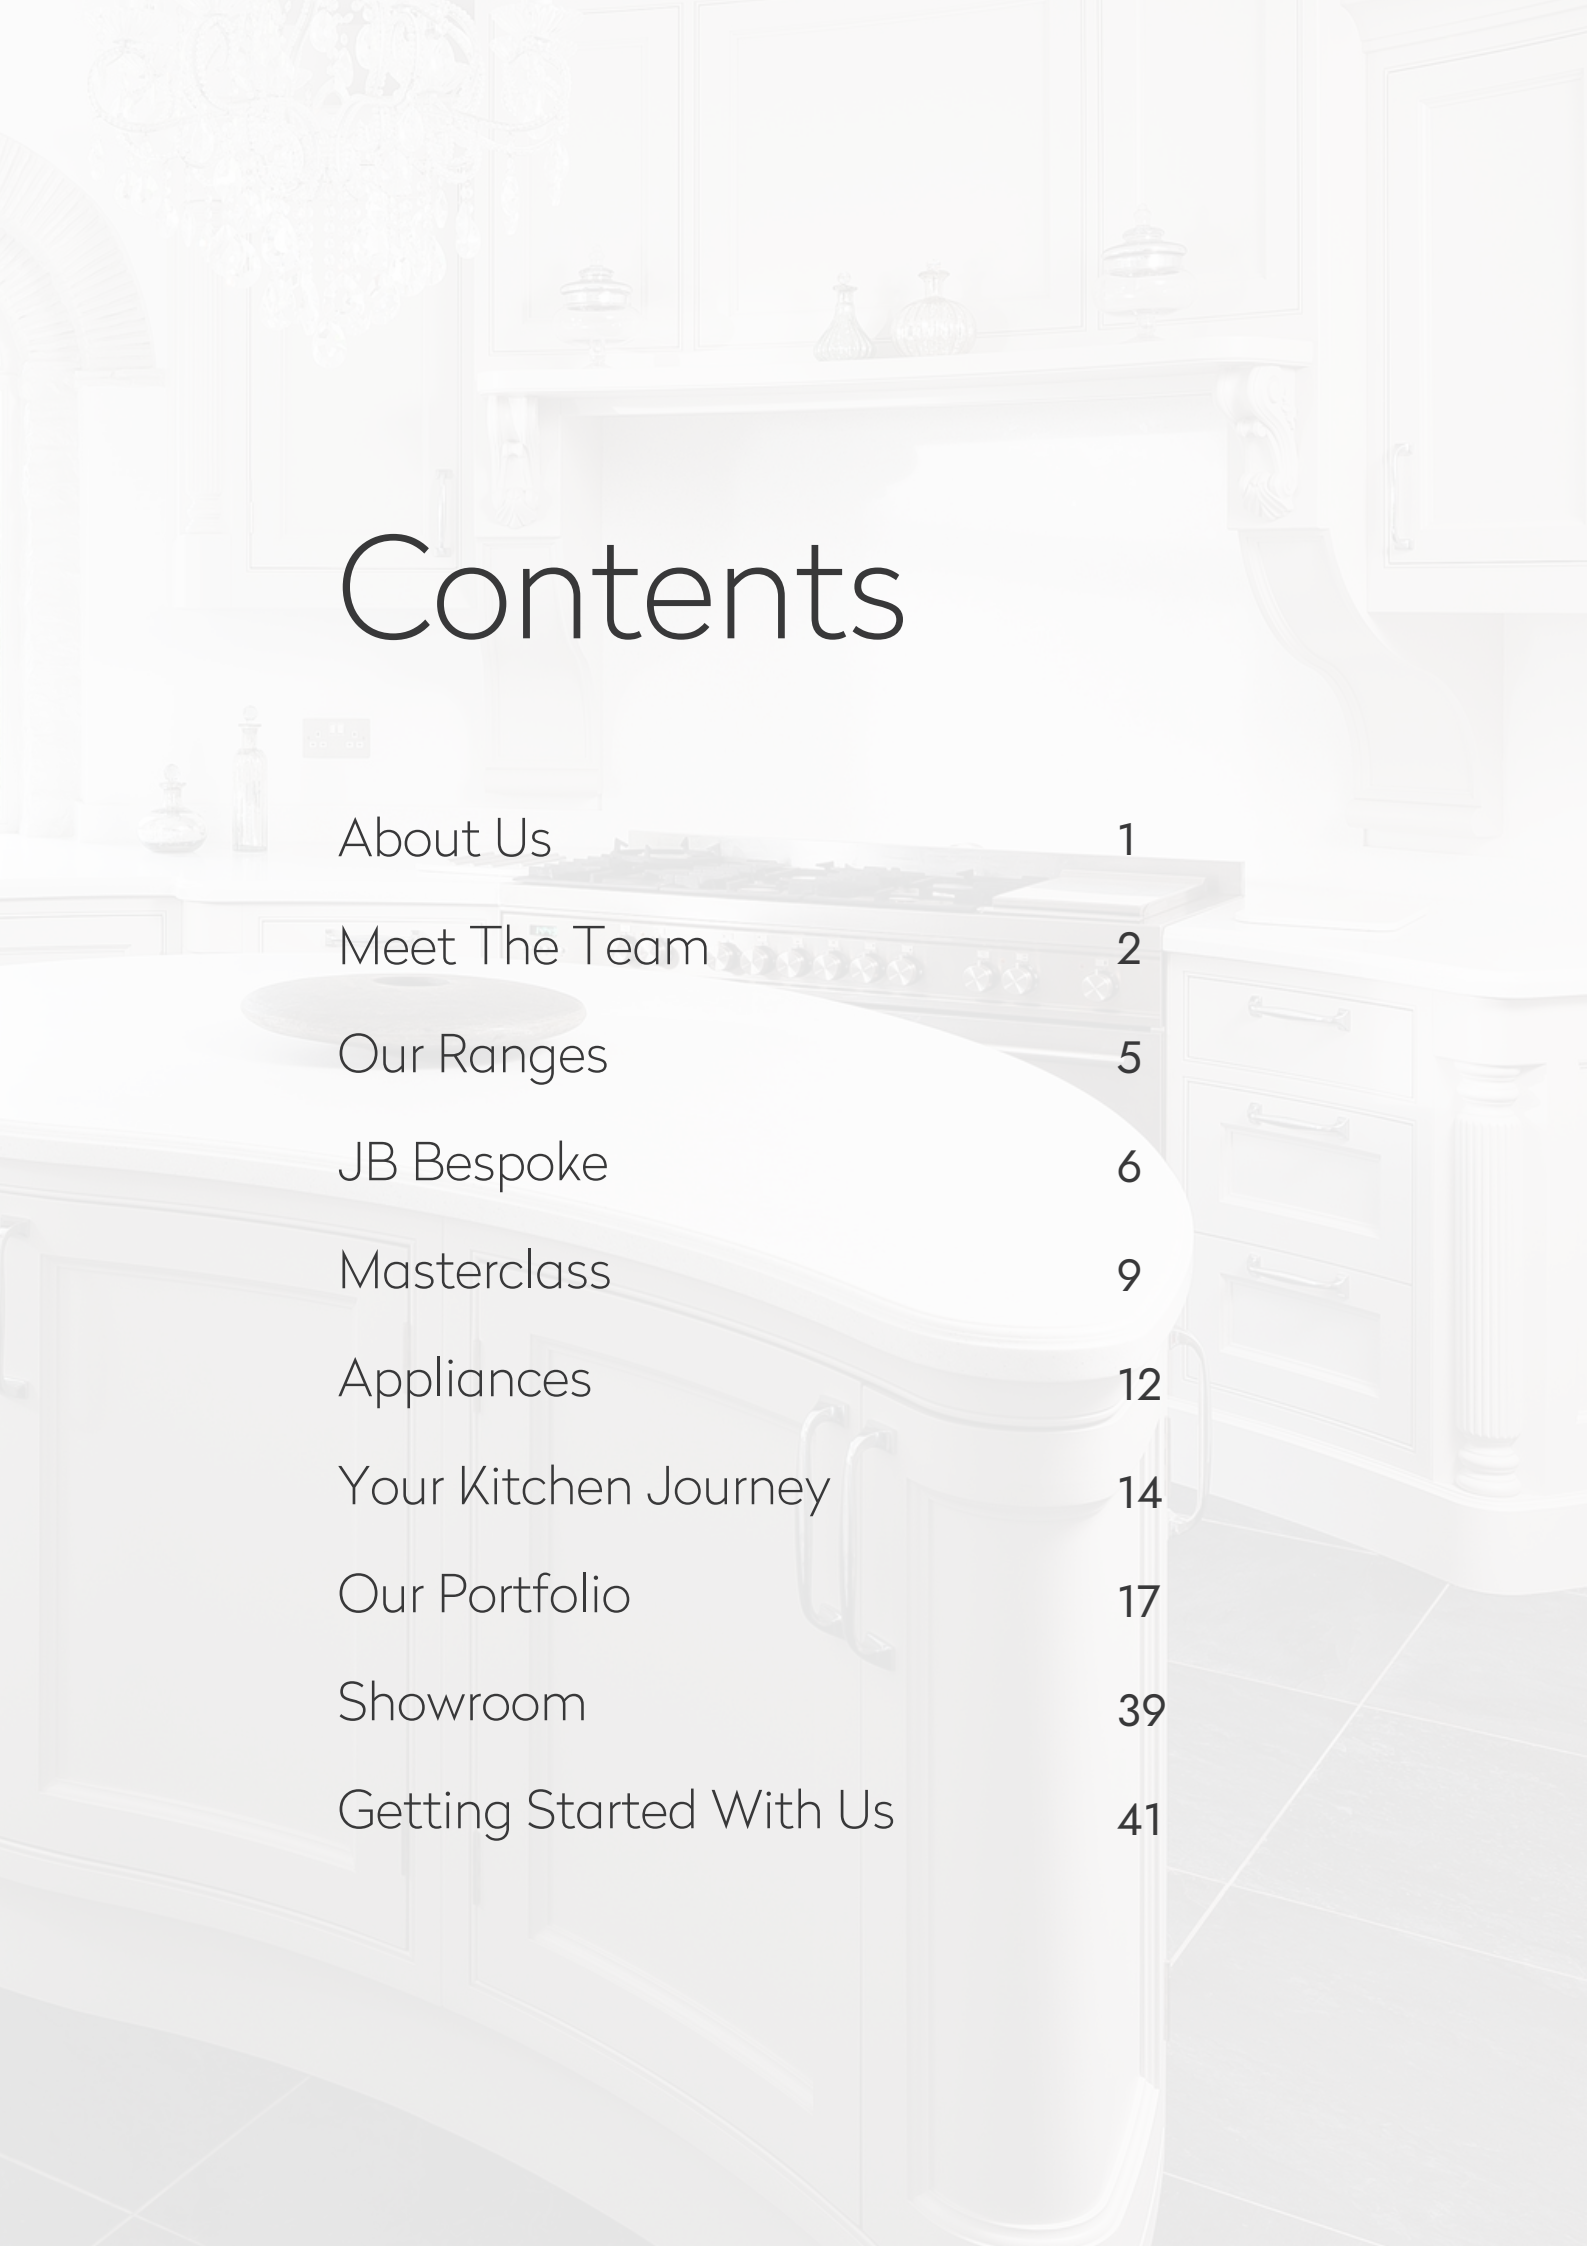 Contents
About Us 1
Meet The Team 2
Our Ranges 5
JB Bespoke 6
Masterclass 9
Appliances 12
Your Kitchen Journey 14
Our Portfolio 17
Showroom 39
Getting Started With Us 41